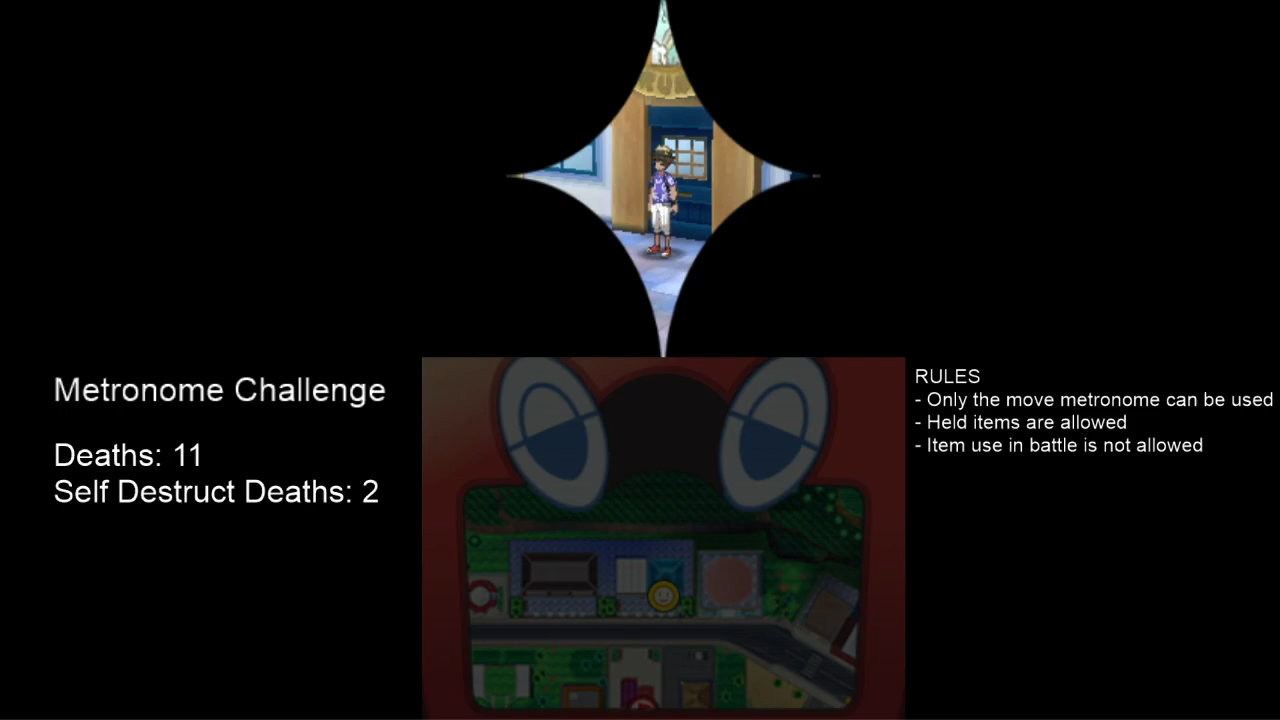 Metronome Challenge
Deaths: 11
Self Destruct Deaths: 2
RULES
- Only the move metronome can be used
- Held items are allowed
- Item use in battle is not allowed